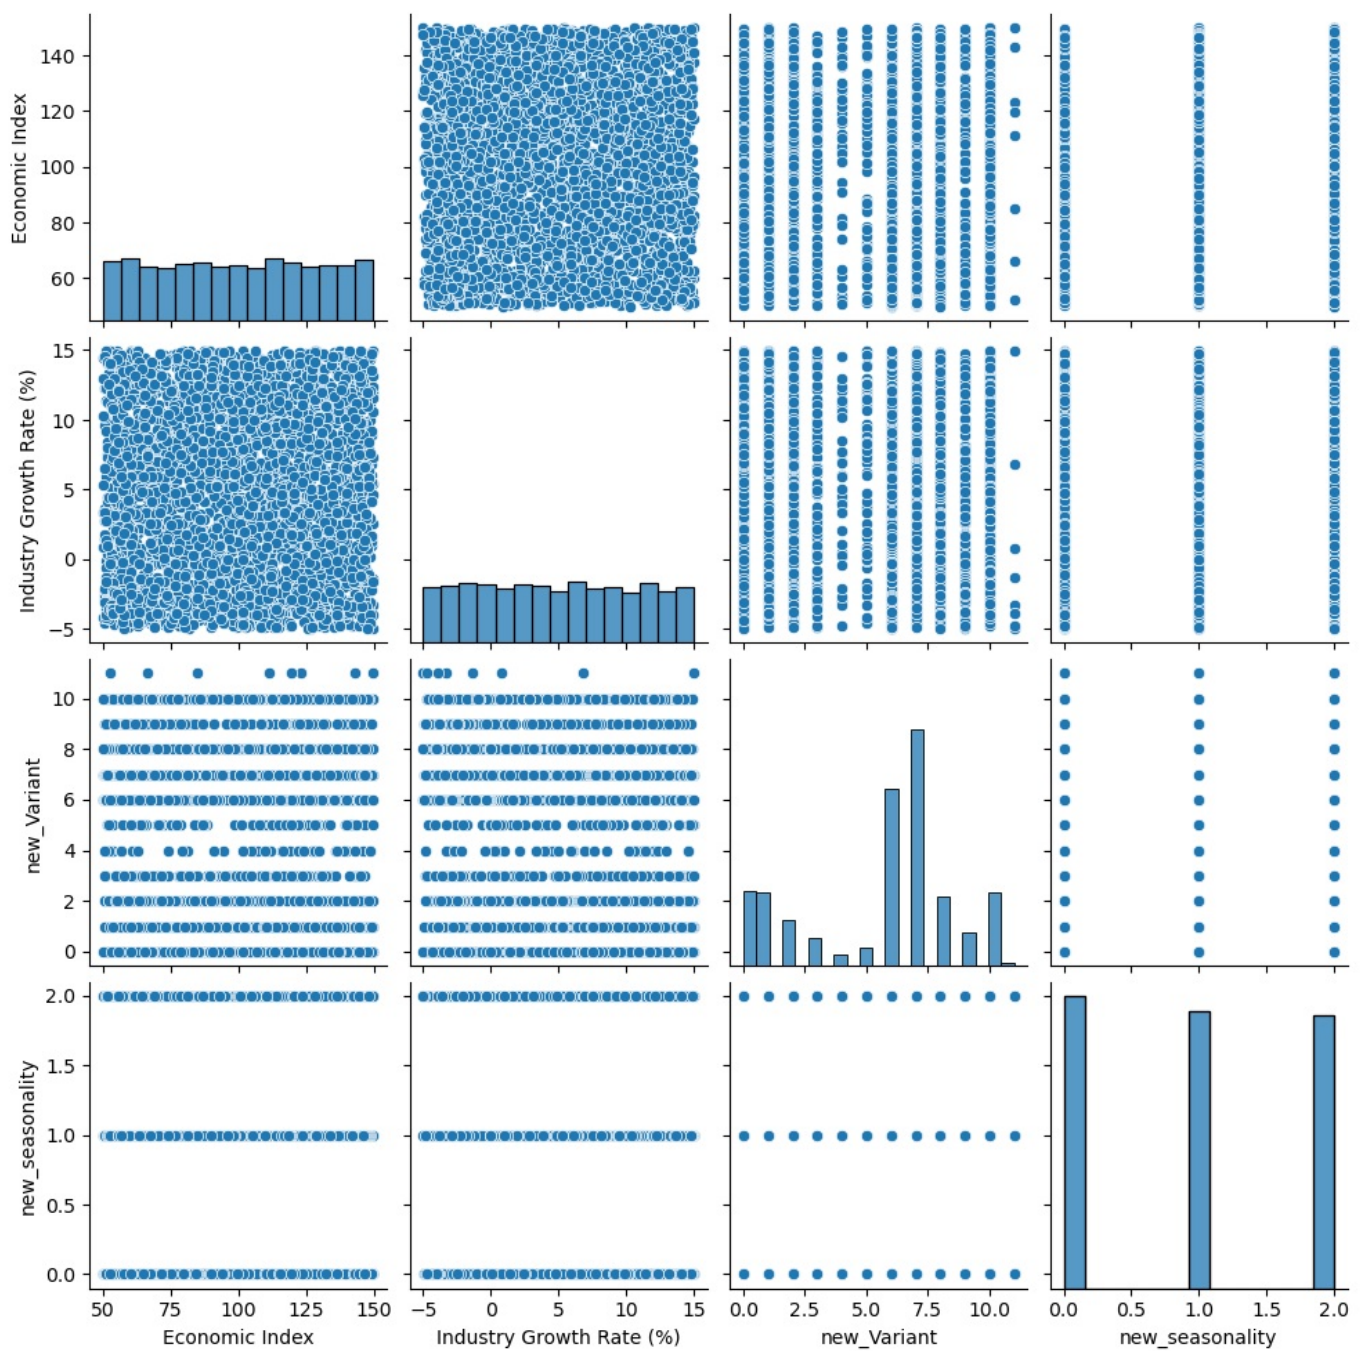 140
120
100
80
60
Economic Index
15
10
5
0
−5
Industry Growth Rate (%)
10
8
6
4
2
0
new_Variant
2.0
1.5
1.0
0.5
0.0
new_seasonality
50 75 100 125 150
−5 0 5 10 15
0.0 2.5 5.0 7.5 10.0
0.0 0.5 1.0 1.5 2.0
Economic Index
Industry Growth Rate (%)
new_Variant
new_seasonality